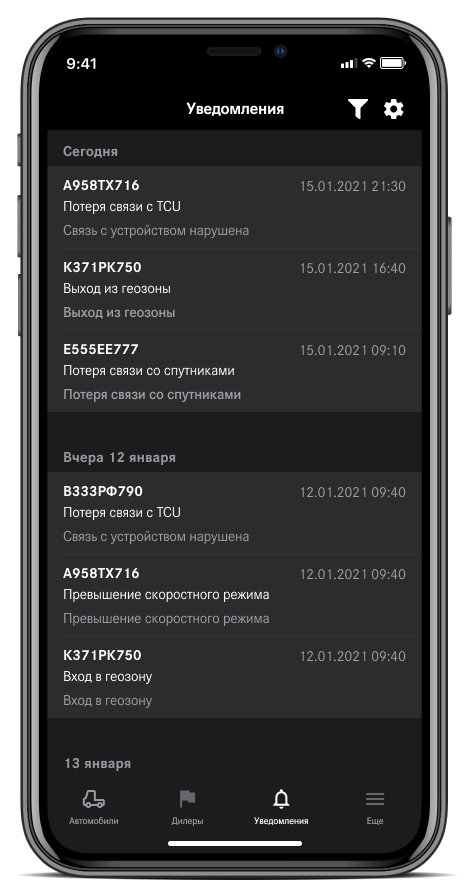 9:41
Уведомления
Сегодня
А958ТХ716
15.01.2021 21:30
Потеря связи с TCU
Связь с устройством нарушена
К371РК750
15.01.2021 16:40
Выход из геозоны
Выход из геозоны
Е555ЕЕ777
15.01.2021 09:10
Потеря связи со спутниками
Потеря связи со спутниками
Вчера 12 января
В333РФ790
12.01.2021 09:40
Потеря связи с TCU
Связь с устройством нарушена
А958ТХ716
12.01.2021 09:40
Превышение скоростного режима
Превышение скоростного режима
К371РК750
12.01.2021 09:40
Вход в геозону
Вход в геозону
13 января
Автомобили
Дилеры
Уведомления
Еще